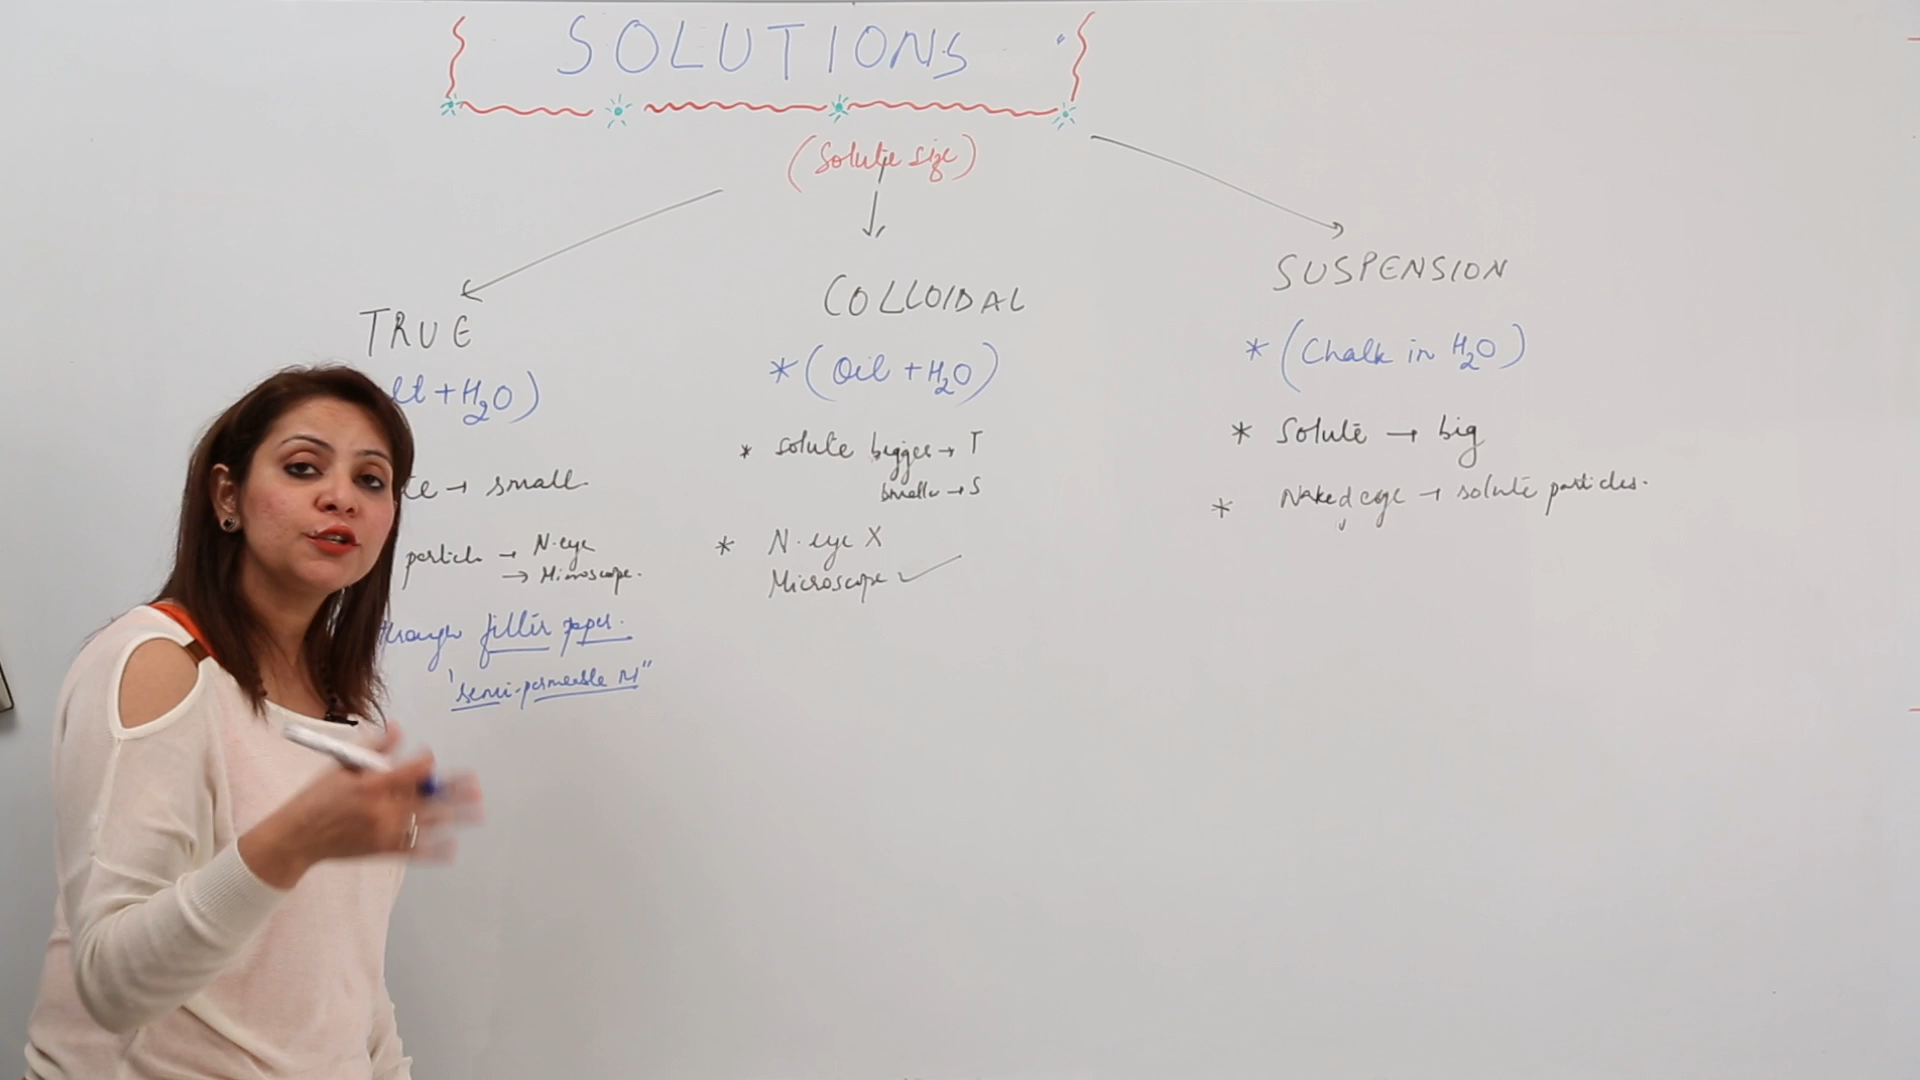 SOLUTIONS
(Solute size)
TRUE
lt + H2O)
te → small.
particle → N.eye
→ Microscope.
through filter paper.
"semi-permeable M"
COLLOIDAL
* (Oil + H2O)
* solute bigger → T
smaller → S
* N.eye X
Microscope ✓
SUSPENSION
* (Chalk in H2O)
* Solute → big
* Naked eye → solute particles.